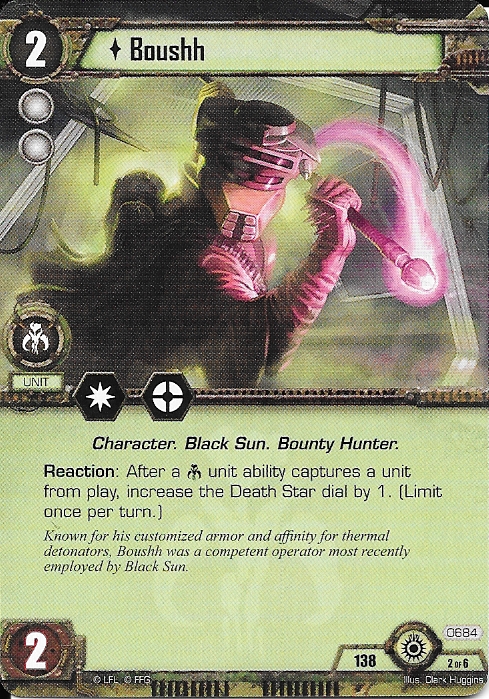 2
Boushh
UNIT
Character. Black Sun. Bounty Hunter.
Reaction: After a unit ability captures a unit
from play, increase the Death Star dial by 1. (Limit
once per turn.)
Known for his customized armor and affinity for thermal
detonators, Boushh was a competent operator most recently
employed by Black Sun.
2
138
0684
2 OF 6
© LFL © FFG
Illus. Clark Huggins